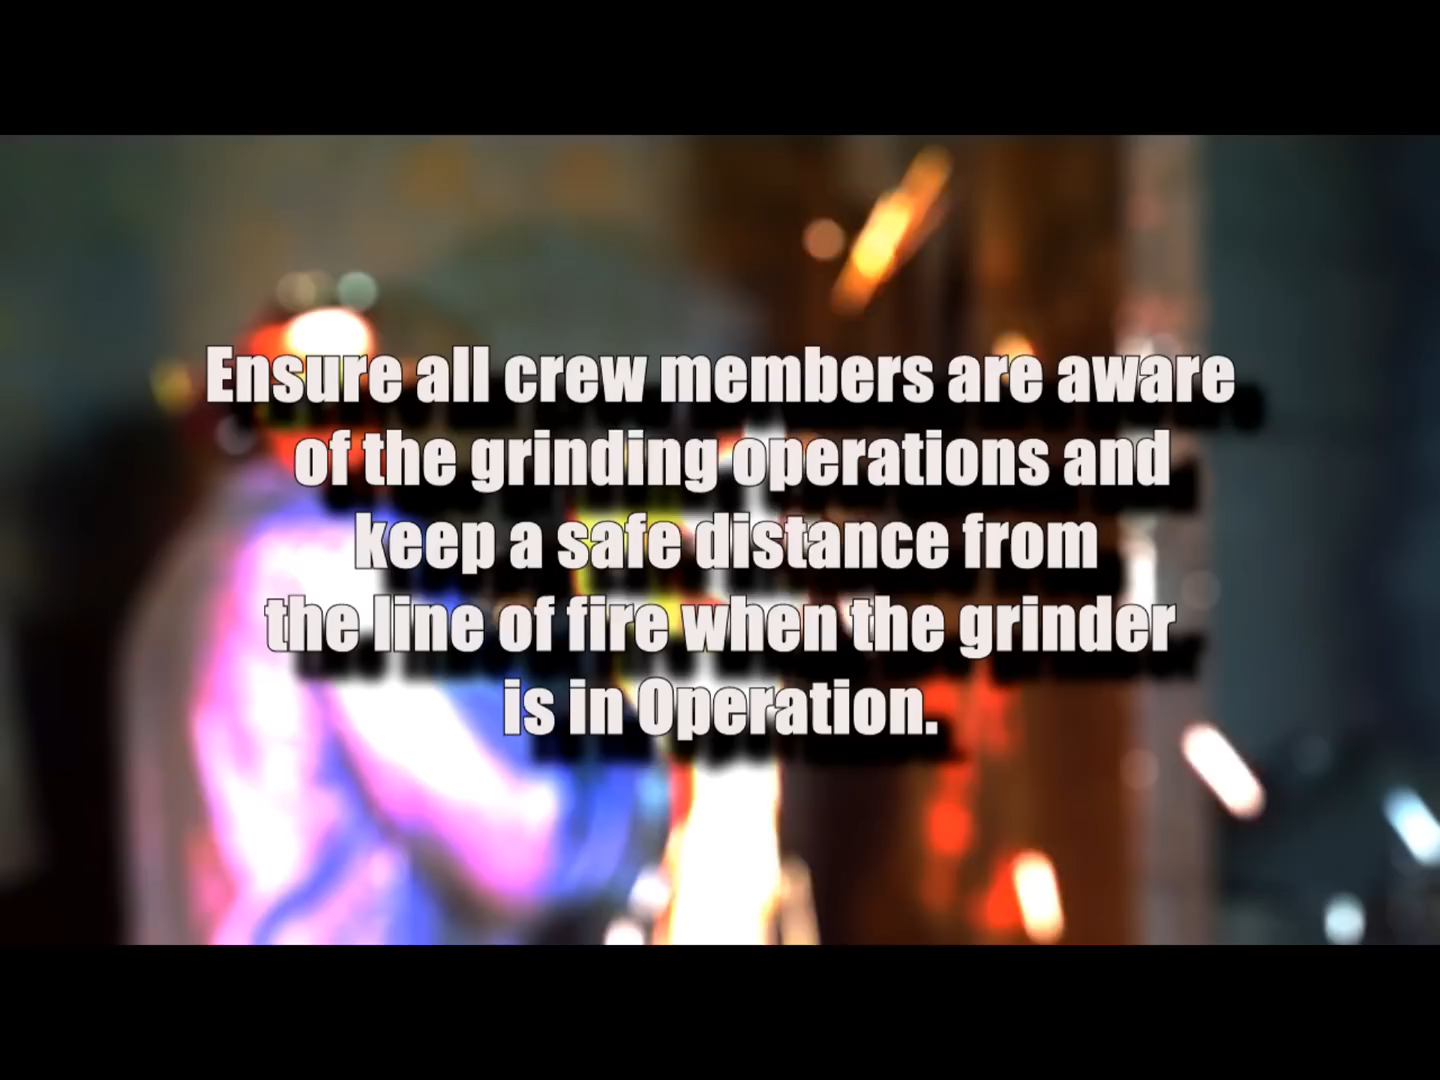 Ensure all crew members are aware
of the grinding operations and
keep a safe distance from
the line of fire when the grinder
is in Operation.